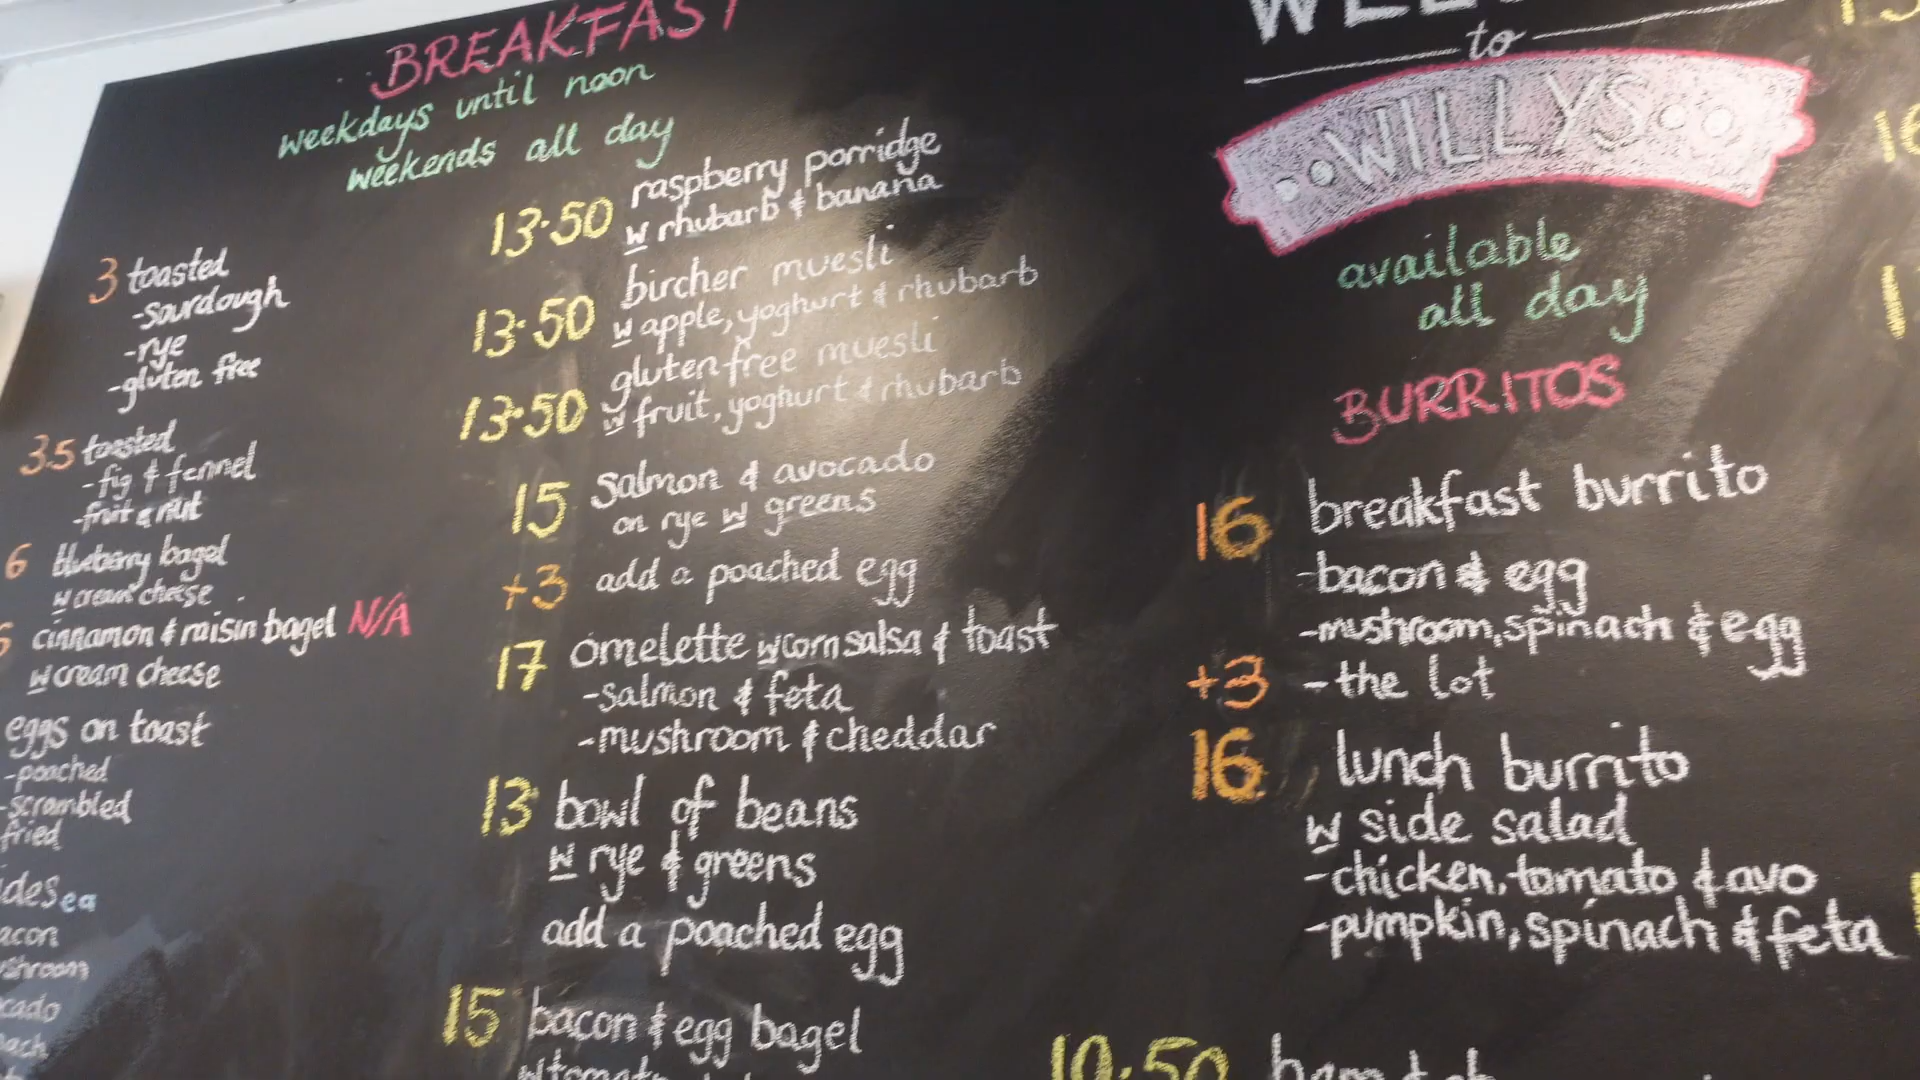 BREAKFAST
weekdays until noon
weekends all day
3 toasted
-sourdough
-rye
-gluten free
3.5 toasted
-fig & fennel
-fruit & nut
6 blueberry bagel
w cream cheese
cinnamon & raisin bagel N/A
w cream cheese
eggs on toast
-poached
-scrambled
fried
ea
13.50 raspberry porridge
w rhubarb & banana
13.50 bircher muesli
w apple, yoghurt & rhubarb
13.50 gluten free muesli
w fruit, yoghurt & rhubarb
15 Salmon & avocado
on rye w greens
+3 add a poached egg
17 omelette w corn salsa & toast
-salmon & feta
-mushroom & cheddar
13 bowl of beans
w rye & greens
add a poached egg
15 bacon & egg bagel
to
WILLYS
available
all day
BURRITOS
16 breakfast burrito
-bacon & egg
-mushroom, spinach & egg
+3 -the lot
16 lunch burrito
w side salad
-chicken, tomato & avo
-pumpkin, spinach & feta
10.50